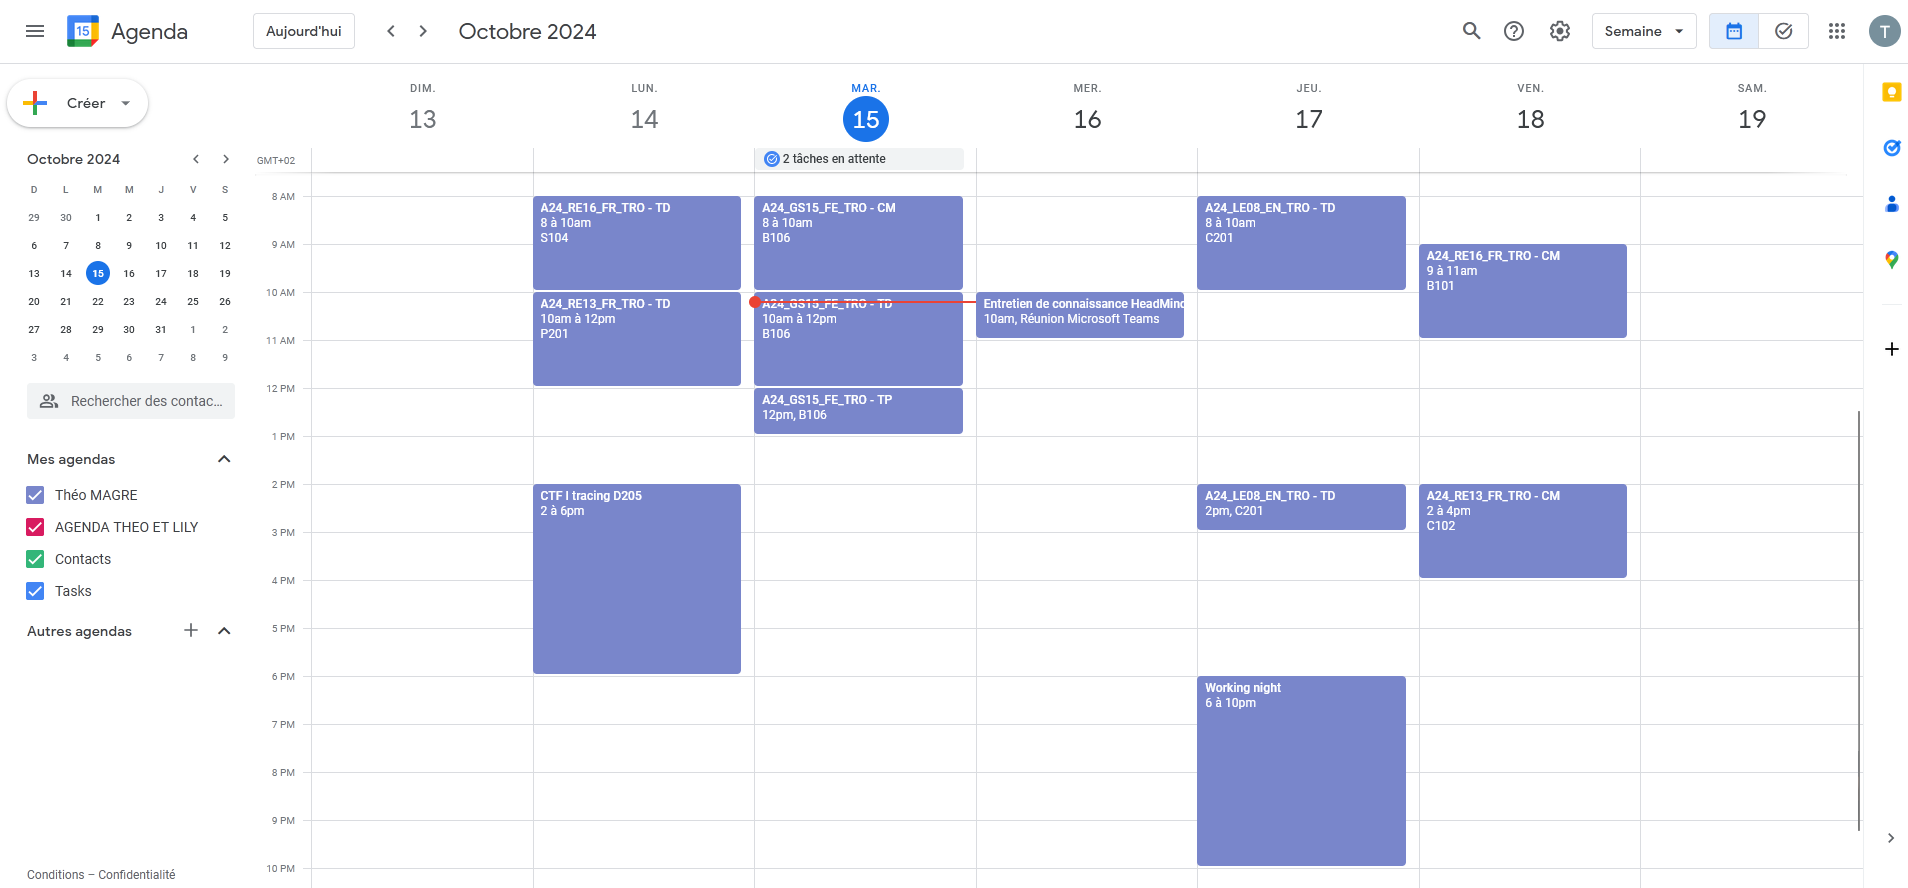 15 Agenda Aujourd'hui Octobre 2024 Semaine T
Créer
Octobre 2024
D L M M J V S
29 30 1 2 3 4 5
6 7 8 9 10 11 12
13 14 15 16 17 18 19
20 21 22 23 24 25 26
27 28 29 30 31 1 2
3 4 5 6 7 8 9
Rechercher des contac...
Mes agendas
Théo MAGRE
AGENDA THEO ET LILY
Contacts
Tasks
Autres agendas
Conditions – Confidentialité
DIM. LUN. MAR. MER. JEU. VEN. SAM.
13 14 15 16 17 18 19
GMT+02
2 tâches en attente
8 AM
9 AM
10 AM
11 AM
12 PM
1 PM
2 PM
3 PM
4 PM
5 PM
6 PM
7 PM
8 PM
9 PM
10 PM
A24_RE16_FR_TRO - TD
8 à 10am
S104
A24_RE13_FR_TRO - TD
10am à 12pm
P201
CTF I tracing D205
2 à 6pm
A24_GS15_FE_TRO - CM
8 à 10am
B106
A24_GS15_FE_TRO - TD
10am à 12pm
B106
A24_GS15_FE_TRO - TP
12pm, B106
Entretien de connaissance HeadMind
10am, Réunion Microsoft Teams
A24_LE08_EN_TRO - TD
8 à 10am
C201
A24_LE08_EN_TRO - TD
2pm, C201
Working night
6 à 10pm
A24_RE16_FR_TRO - CM
9 à 11am
B101
A24_RE13_FR_TRO - CM
2 à 4pm
C102